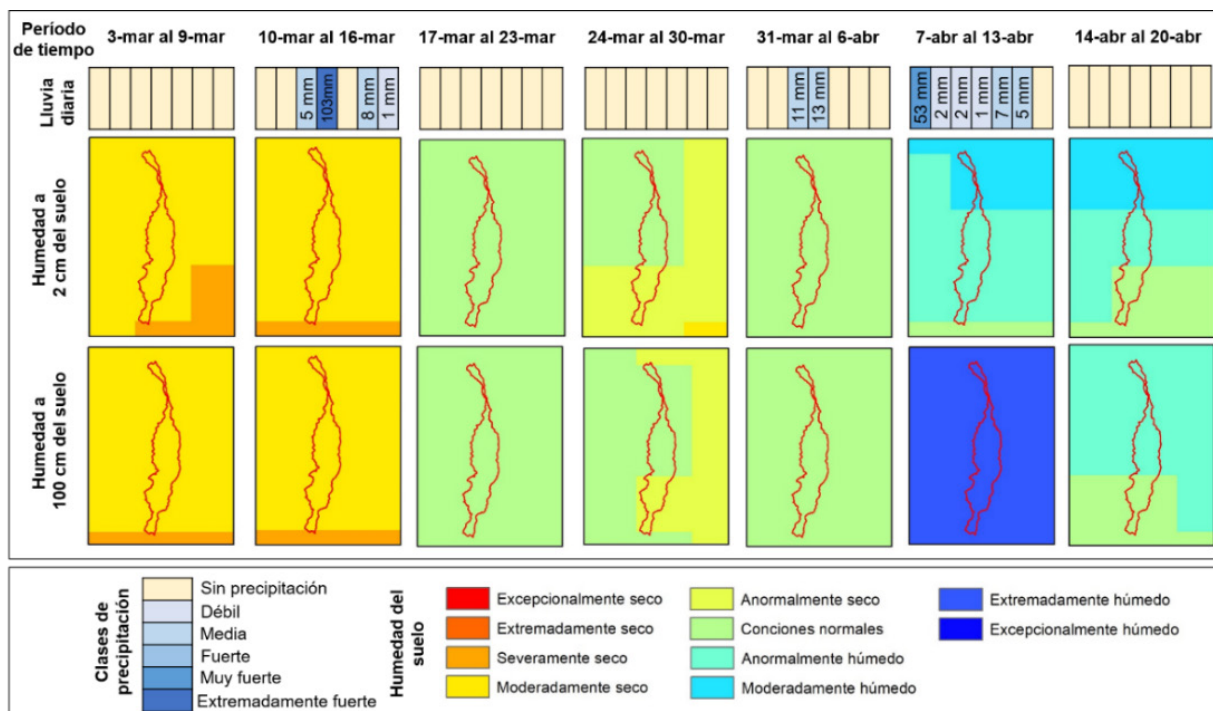 Período
de tiempo
3-mar al 9-mar
10-mar al 16-mar
17-mar al 23-mar
24-mar al 30-mar
31-mar al 6-abr
7-abr al 13-abr
14-abr al 20-abr
Lluvia
diaria
5 mm
103mm
8 mm
1 mm
11 mm
13 mm
53 mm
2 mm
2 mm
1 mm
7 mm
5 mm
Humedad a
2 cm del suelo
Humedad a
100 cm del suelo
Clases de
precipitación
Sin precipitación
Débil
Media
Fuerte
Muy fuerte
Extremadamente fuerte
Humedad del
suelo
Excepcionalmente seco
Extremadamente seco
Severamente seco
Moderadamente seco
Anormalmente seco
Conciones normales
Anormalmente húmedo
Moderadamente húmedo
Extremadamente húmedo
Excepcionalmente húmedo